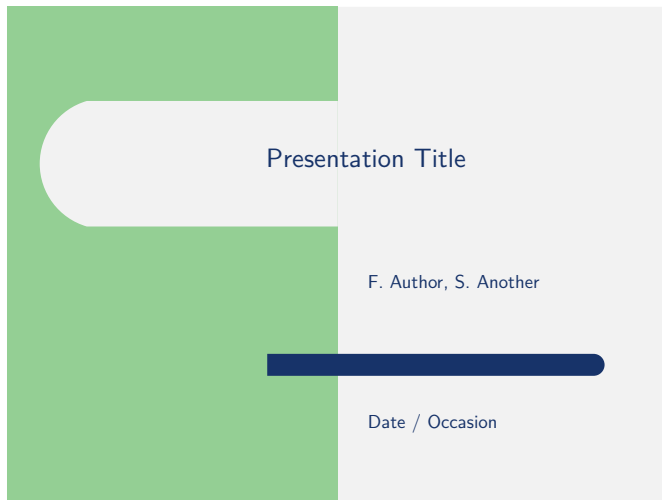 Presentation Title
F. Author, S. Another
Date / Occasion